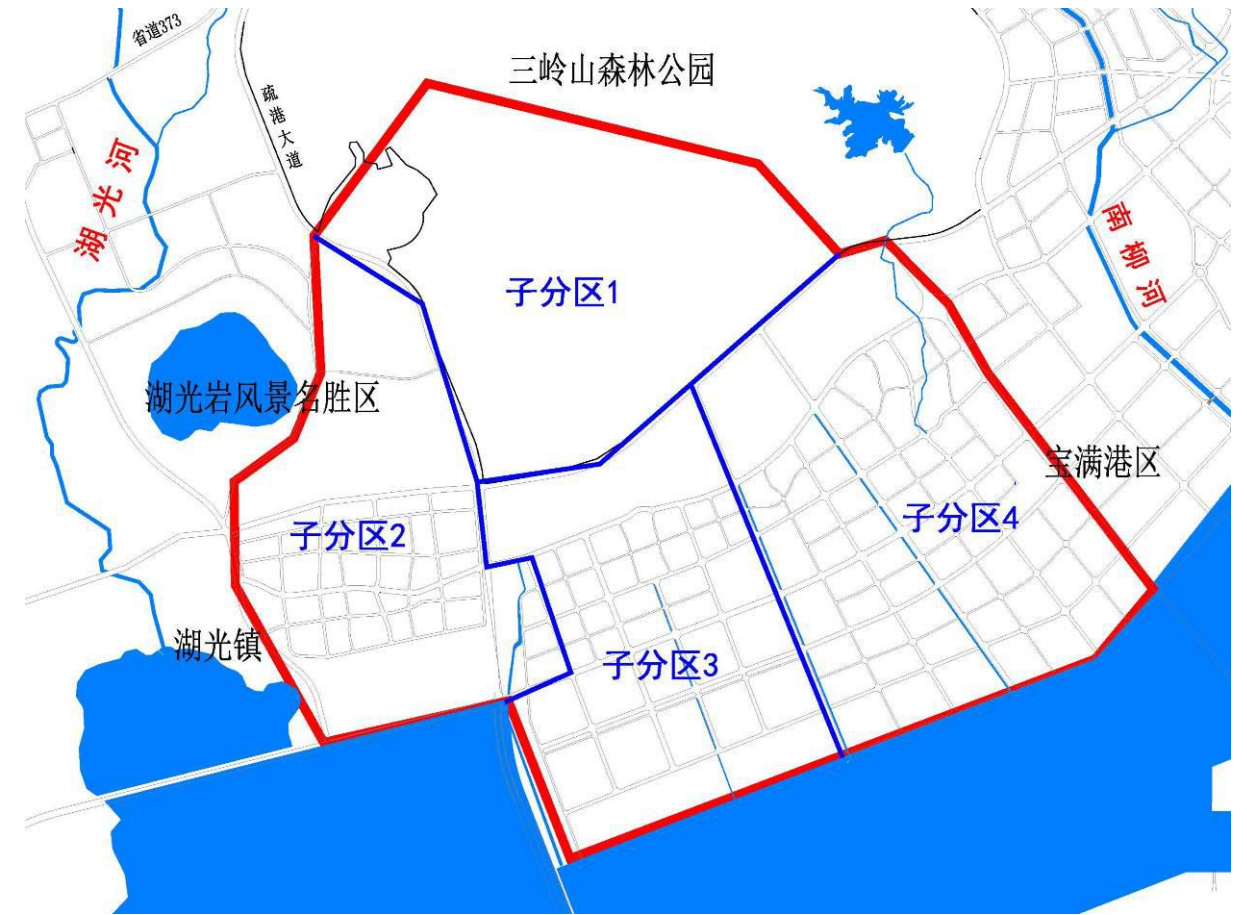 省道373
三岭山森林公园
疏港大道
湖光河
南柳河
子分区1
湖光岩风景名胜区
宝满港区
子分区2
子分区4
湖光镇
子分区3